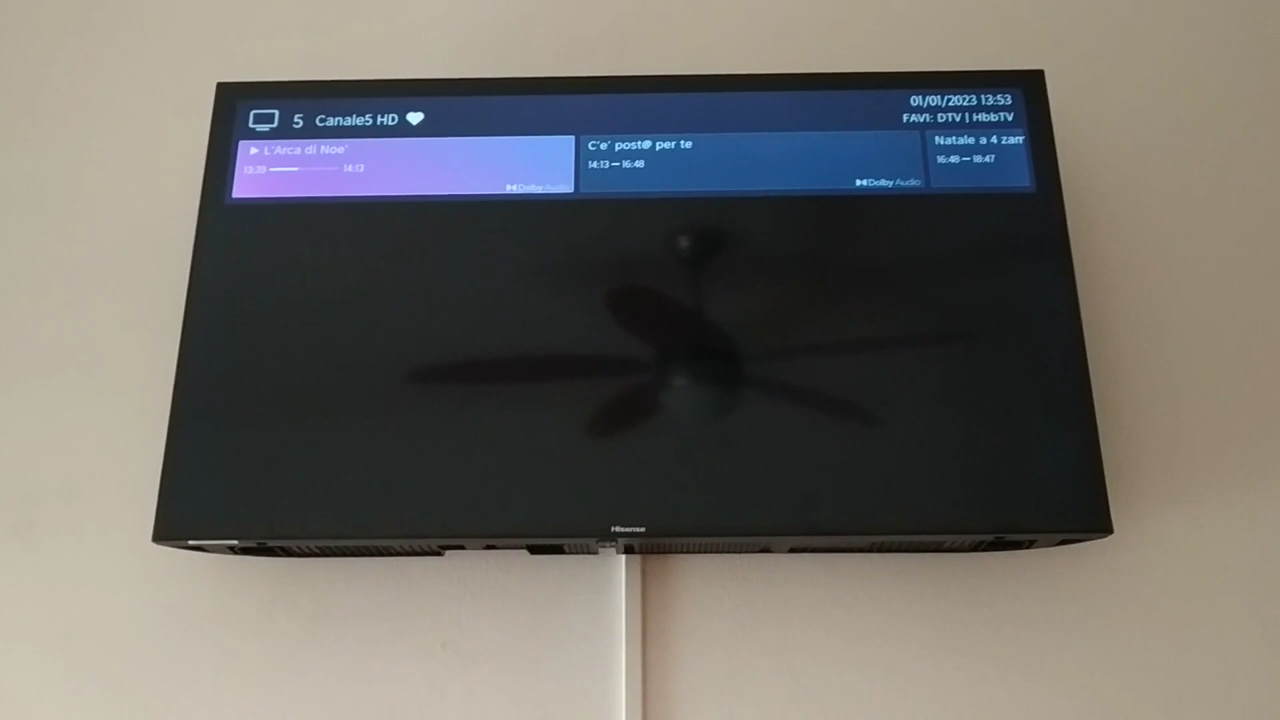 5 Canale5 HD
01/01/2023 13:53
FAV1: DTV | HbbTV
L'Arca di Noe'
13:39 14:13
Dolby Audio
C'e' post@ per te
14:13 — 16:48
Dolby Audio
Natale a 4 zam
16:48 — 18:47
Hisense